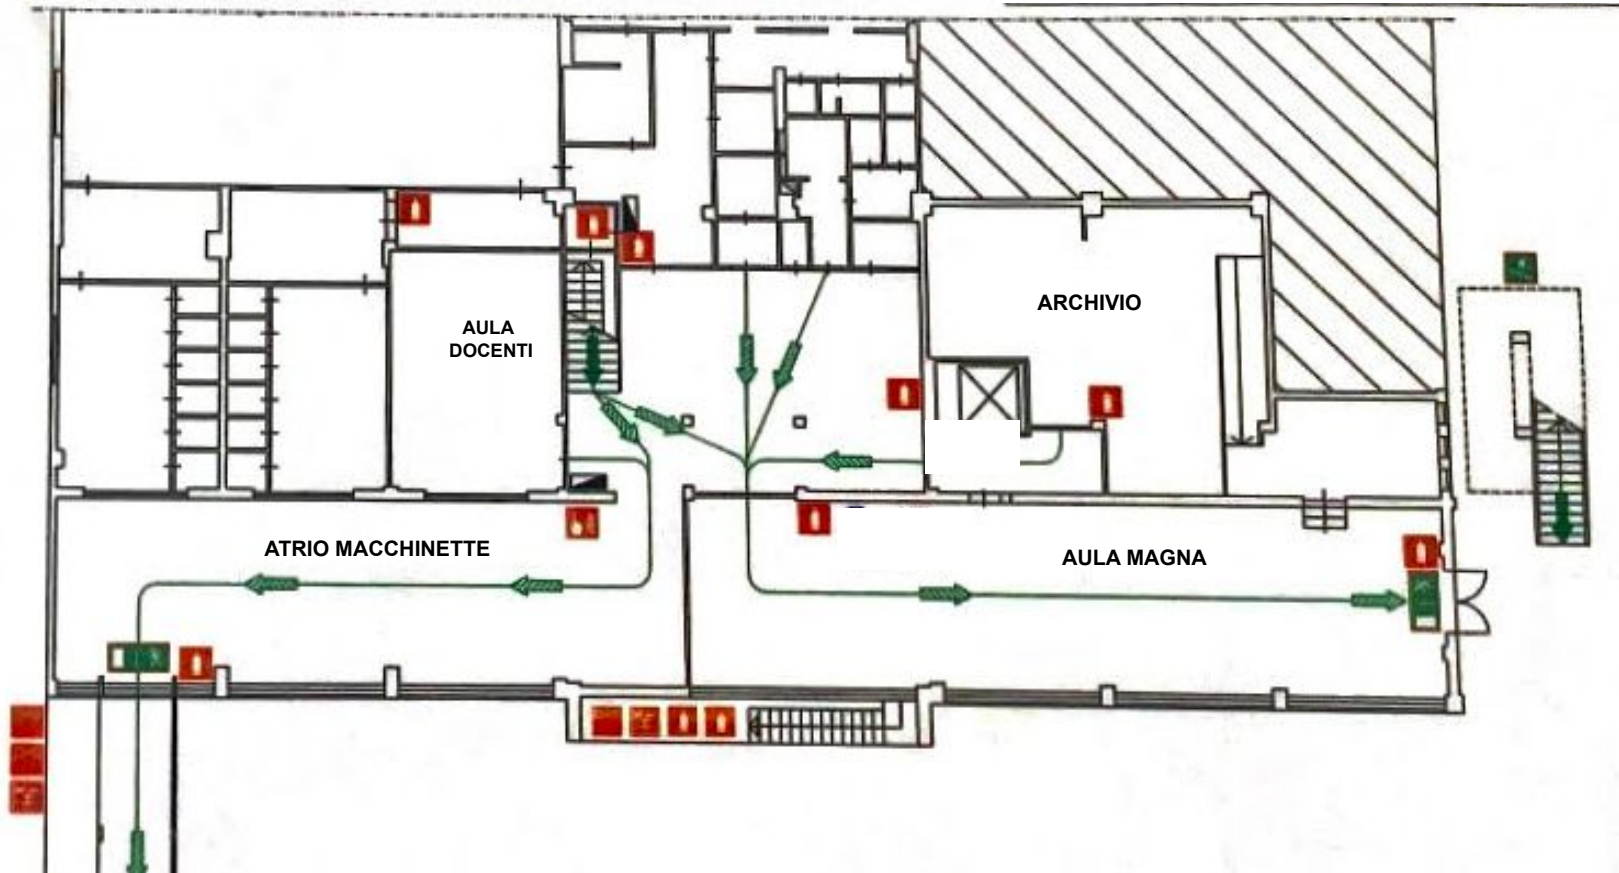 AULA
DOCENTI
ARCHIVIO
ATRIO MACCHINETTE
AULA MAGNA